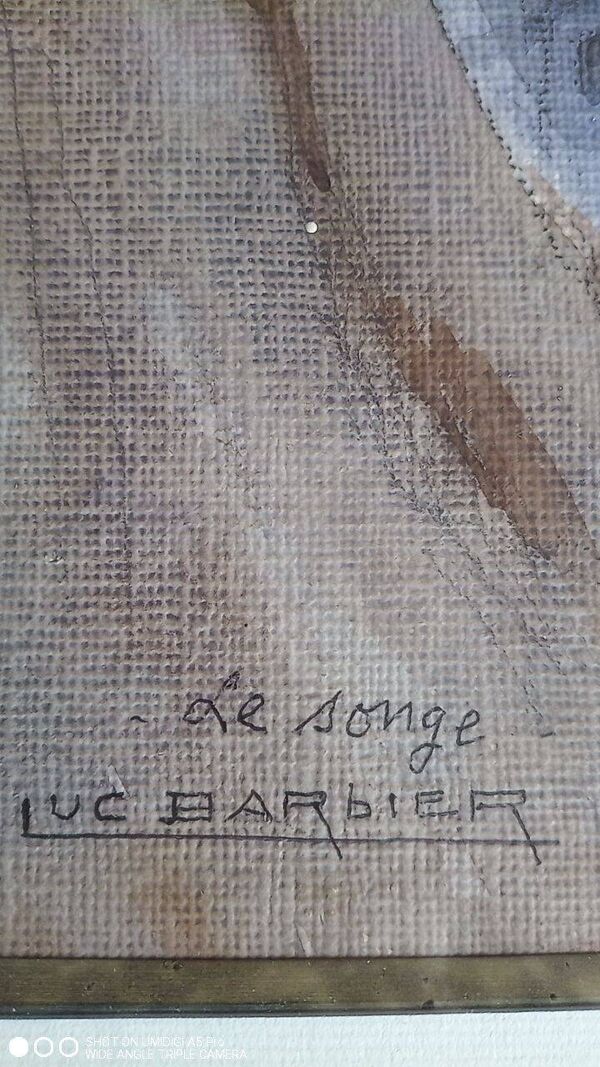 - Le songe -
LUC BARbIER
SHOT ON UMIDIGI A5 Pro
WIDE ANGLE TRIPLE CAMERA